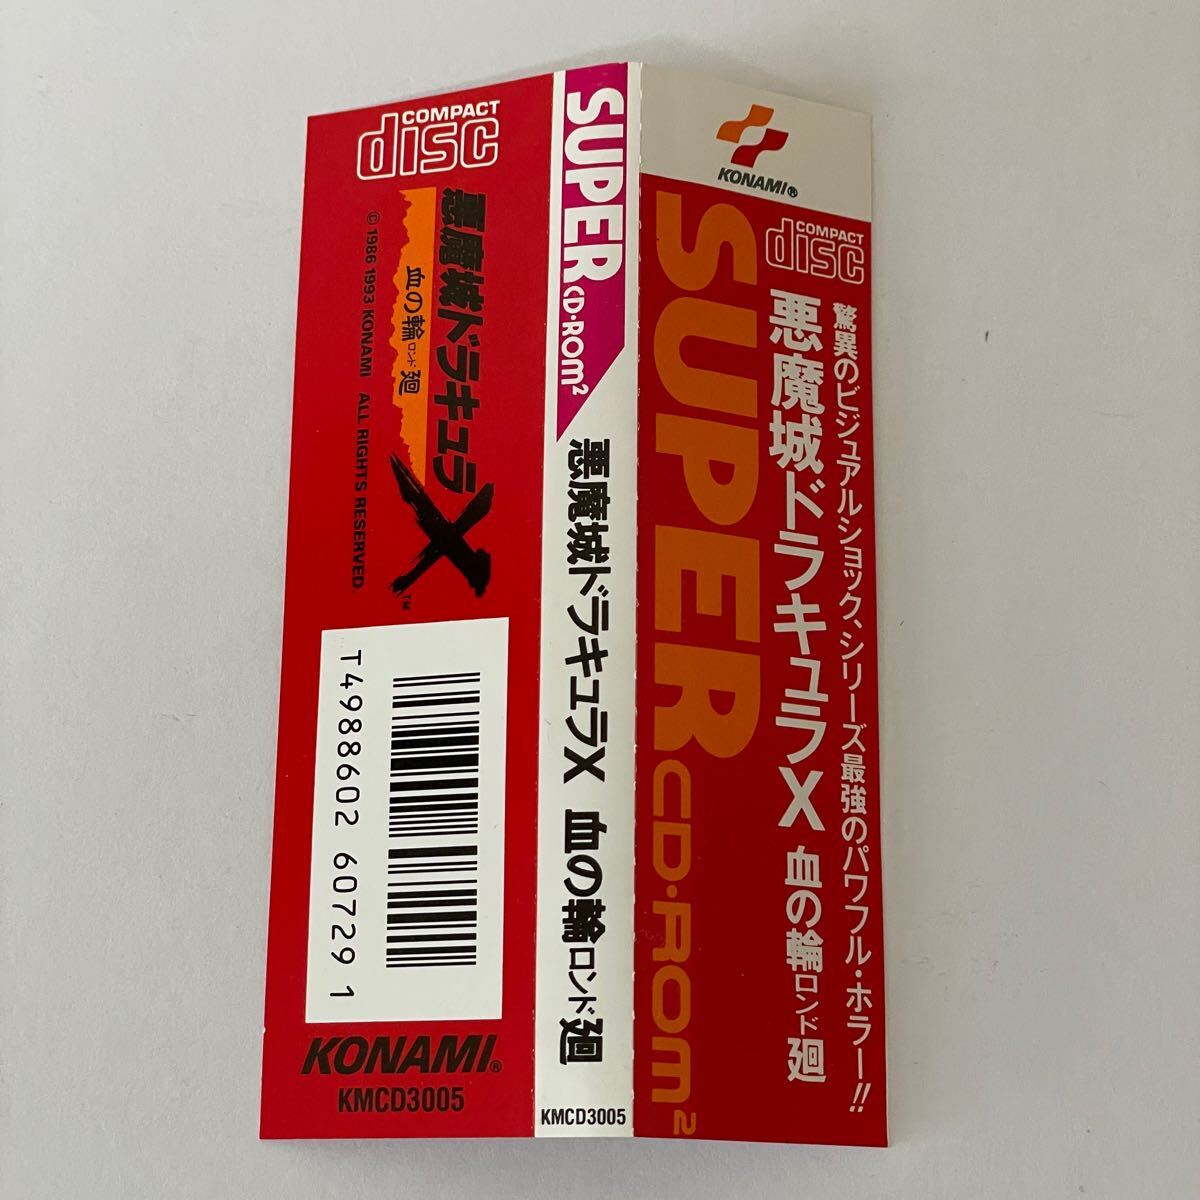 COMPACT
disc
悪魔城ドラキュラX
TM
血の輪廻
ロンド
© 1986 1993 KONAMI ALL RIGHTS RESERVED.
T4988602 607291
KONAMI®
KMCD3005
SUPER
CD·ROM²
悪魔城ドラキュラX 血の輪廻
ロンド
KMCD3005
KONAMI®
COMPACT
disc
驚異のビジュアルショック、シリーズ最強のパワフル・ホラー!!
悪魔城ドラキュラX 血の輪廻
ロンド
SUPER
CD·ROM²